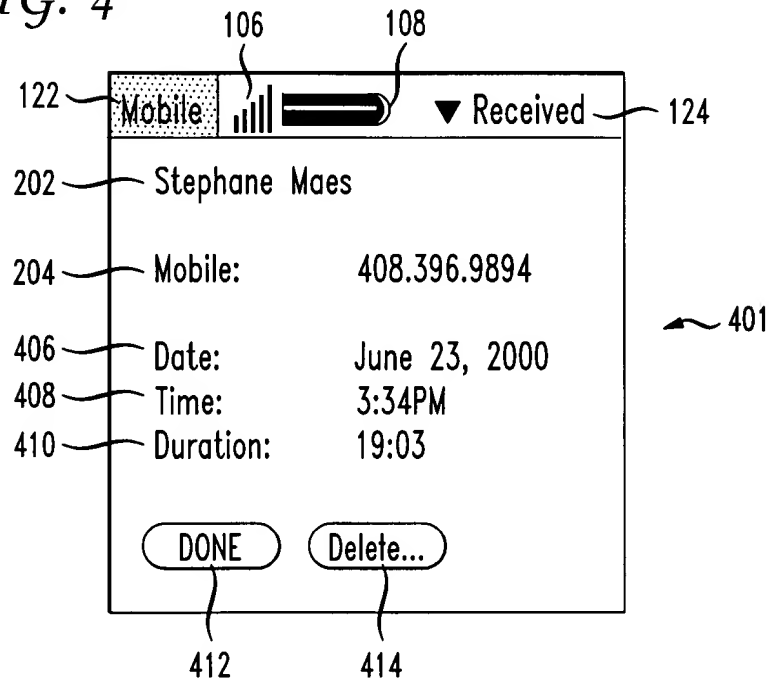 FIG. 4
106 108
122 Mobile Received 124
202 Stephane Maes
204 Mobile: 408.396.9894
401
406 Date: June 23, 2000
408 Time: 3:34PM
410 Duration: 19:03
DONE Delete...
412 414